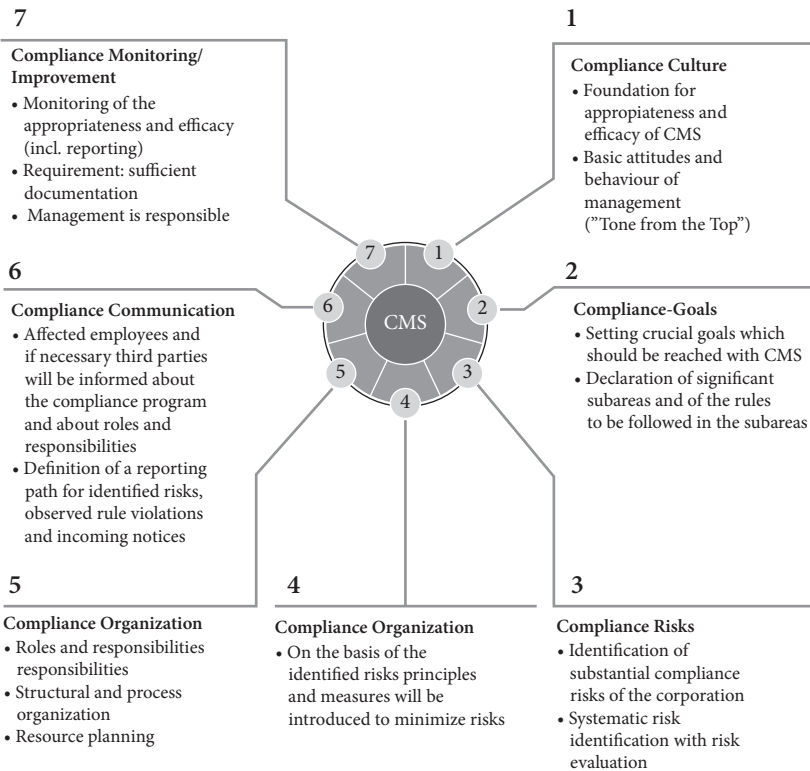 7
Compliance Monitoring/
Improvement
• Monitoring of the
appropriateness and efficacy
(incl. reporting)
• Requirement: sufficient
documentation
• Management is responsible
1
Compliance Culture
• Foundation for
appropiateness and
efficacy of CMS
• Basic attitudes and
behaviour of
management
(”Tone from the Top”)
6
Compliance Communication
• Affected employees and
if necessary third parties
will be informed about
the compliance program
and about roles and
responsibilities
• Definition of a reporting
path for identified risks,
observed rule violations
and incoming notices
7
1
6
CMS
2
5
3
4
2
Compliance-Goals
• Setting crucial goals which
should be reached with CMS
• Declaration of significant
subareas and of the rules
to be followed in the subareas
5
Compliance Organization
• Roles and responsibilities
responsibilities
• Structural and process
organization
• Resource planning
4
Compliance Organization
• On the basis of the
identified risks principles
and measures will be
introduced to minimize risks
3
Compliance Risks
• Identification of
substantial compliance
risks of the corporation
• Systematic risk
identification with risk
evaluation